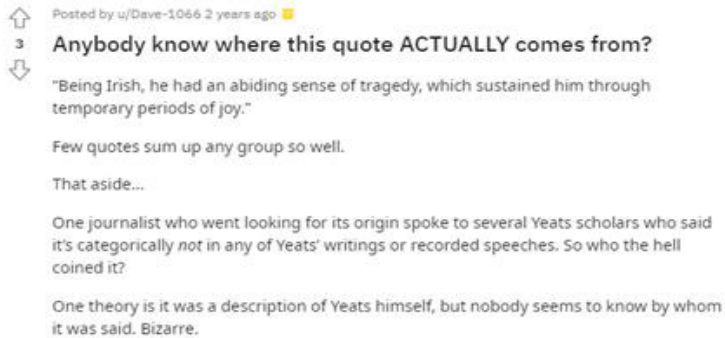 Posted by u/Dave-1066 2 years ago
3
Anybody know where this quote ACTUALLY comes from?
"Being Irish, he had an abiding sense of tragedy, which sustained him through
temporary periods of joy."
Few quotes sum up any group so well.
That aside...
One journalist who went looking for its origin spoke to several Yeats scholars who said
it's categorically not in any of Yeats' writings or recorded speeches. So who the hell
coined it?
One theory is it was a description of Yeats himself, but nobody seems to know by whom
it was said. Bizarre.